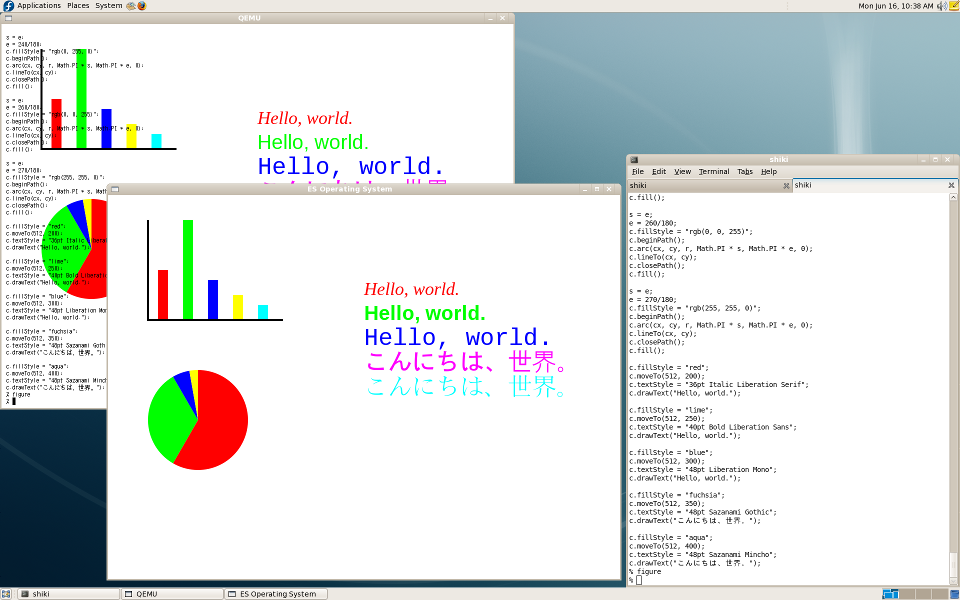 Applications Places System
Mon Jun 16, 10:38 AM
QEMU
s = e;
e = 240/180;
c.fillStyle = "rgb(0, 255, 0)";
c.beginPath();
c.arc(cx, cy, r, Math.PI * s, Math.PI * e, 0);
c.lineTo(cx, cy);
c.closePath();
c.fill();
s = e;
e = 260/180;
c.fillStyle = "rgb(0, 0, 255)";
c.beginPath();
c.arc(cx, cy, r, Math.PI * s, Math.PI * e, 0);
c.lineTo(cx, cy);
c.closePath();
c.fill();
s = e;
e = 270/180;
c.fillStyle = "rgb(255, 255, 0)";
c.beginPath();
c.arc(cx, cy, r, Math
c.lineTo(cx, cy);
c.closePath();
c.fill();
c.fillStyle = "red";
c.moveTo(512, 200);
c.textStyle = "36pt Italic Liberat
c.drawText("Hello, world.");
c.fillStyle = "lime";
c.moveTo(512, 250);
c.textStyle = "40pt Bold Liberatio
c.drawText("Hello, world.");
c.fillStyle = "blue";
c.moveTo(512, 300);
c.textStyle = "48pt Liberation Mon
c.drawText("Hello, world.");
c.fillStyle = "fuchsia";
c.moveTo(512, 350);
c.textStyle = "48pt Sazanami Goth
c.drawText("こんにちは、世界。");
c.fillStyle = "aqua";
c.moveTo(512, 400);
c.textStyle = "48pt Sazanami Minch
c.drawText("こんにちは、世界。");
% figure
%
Hello, world.
Hello, world.
Hello, world.
ES Operating System
Hello, world.
Hello, world.
Hello, world.
こんにちは、世界。
こんにちは、世界。
shiki
File Edit View Terminal Tabs Help
shiki
shiki
c.fill();
s = e;
e = 260/180;
c.fillStyle = "rgb(0, 0, 255)";
c.beginPath();
c.arc(cx, cy, r, Math.PI * s, Math.PI * e, 0);
c.lineTo(cx, cy);
c.closePath();
c.fill();
s = e;
e = 270/180;
c.fillStyle = "rgb(255, 255, 0)";
c.beginPath();
c.arc(cx, cy, r, Math.PI * s, Math.PI * e, 0);
c.lineTo(cx, cy);
c.closePath();
c.fill();
c.fillStyle = "red";
c.moveTo(512, 200);
c.textStyle = "36pt Italic Liberation Serif";
c.drawText("Hello, world.");
c.fillStyle = "lime";
c.moveTo(512, 250);
c.textStyle = "40pt Bold Liberation Sans";
c.drawText("Hello, world.");
c.fillStyle = "blue";
c.moveTo(512, 300);
c.textStyle = "48pt Liberation Mono";
c.drawText("Hello, world.");
c.fillStyle = "fuchsia";
c.moveTo(512, 350);
c.textStyle = "48pt Sazanami Gothic";
c.drawText("こんにちは、世界。");
c.fillStyle = "aqua";
c.moveTo(512, 400);
c.textStyle = "48pt Sazanami Mincho";
c.drawText("こんにちは、世界。");
% figure
%
shiki
QEMU
ES Operating System